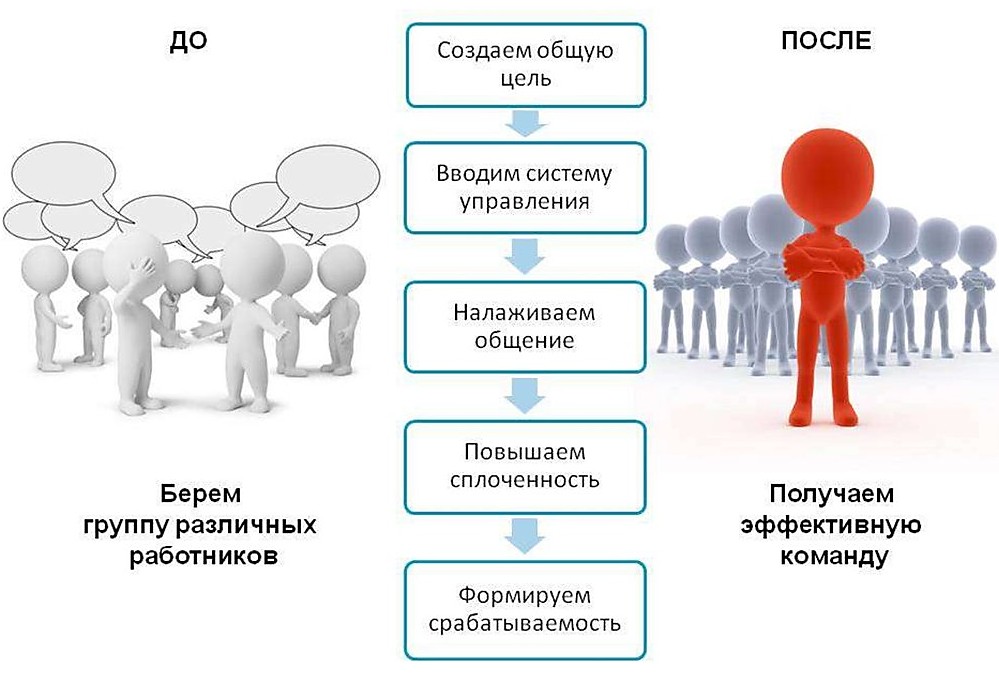 ДО
Создаем общую
цель
ПОСЛЕ
Вводим систему
управления
Налаживаем
общение
Повышаем
сплоченность
Берем
группу различных
работников
Получаем
эффективную
команду
Формируем
срабатываемость